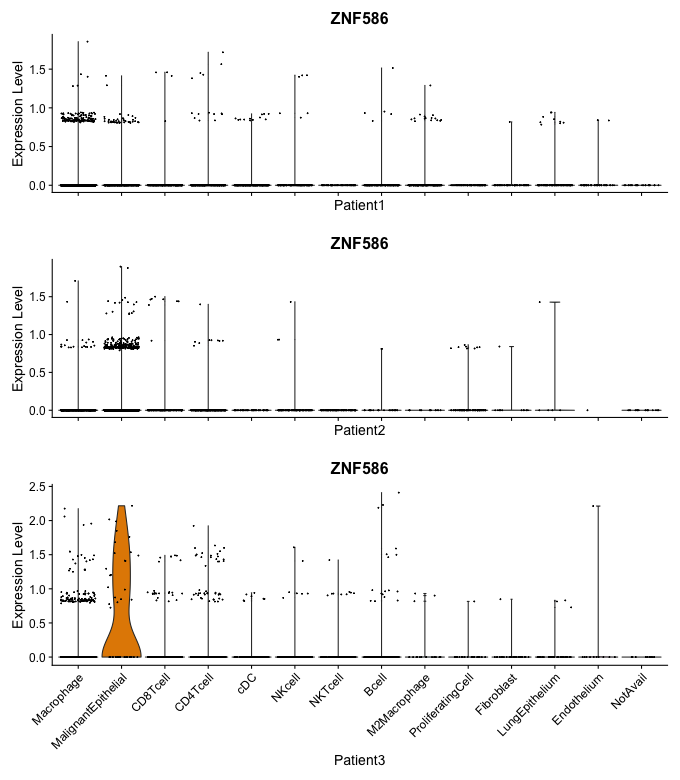 ZNF586
Expression Level
1.5
1.0
0.5
0.0
Patient1
ZNF586
Expression Level
1.5
1.0
0.5
0.0
Patient2
ZNF586
Expression Level
2.5
2.0
1.5
1.0
0.5
0.0
Macrophage
MalignantEpithelial
CD8Tcell
CD4Tcell
cDC
NKcell
NKTcell
Bcell
M2Macrophage
ProliferatingCell
Fibroblast
LungEpithelium
Endothelium
NotAvail
Patient3